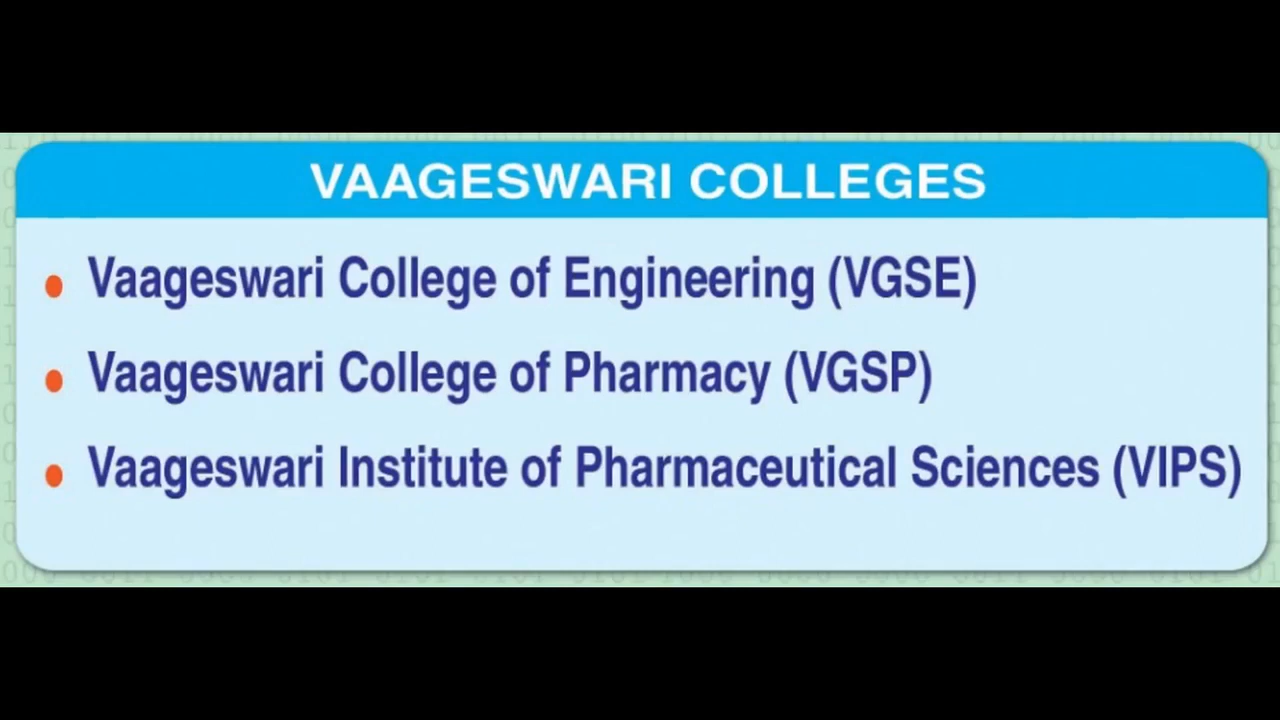 VAAGESWARI COLLEGES
• Vaageswari College of Engineering (VGSE)
• Vaageswari College of Pharmacy (VGSP)
• Vaageswari Institute of Pharmaceutical Sciences (VIPS)